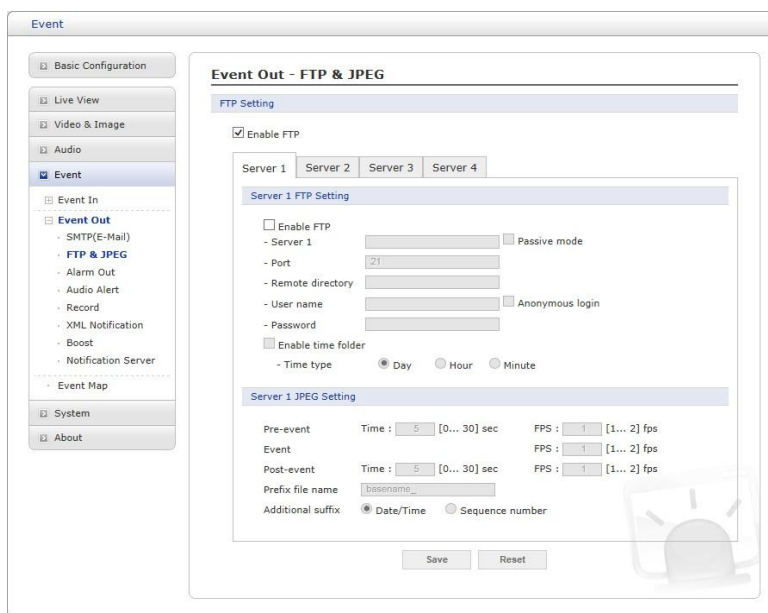 Event
Basic Configuration
Live View
Video & Image
Audio
Event
Event In
Event Out
SMTP(E-Mail)
FTP & JPEG
Alarm Out
Audio Alert
Record
XML Notification
Boost
Notification Server
Event Map
System
About
Event Out - FTP & JPEG
FTP Setting
Enable FTP
Server 1 Server 2 Server 3 Server 4
Server 1 FTP Setting
Enable FTP
- Server 1 Passive mode
- Port 21
- Remote directory
- User name Anonymous login
- Password
Enable time folder
- Time type Day Hour Minute
Server 1 JPEG Setting
Pre-event Time : 5 [0... 30] sec FPS : 1 [1... 2] fps
Event FPS : 1 [1... 2] fps
Post-event Time : 5 [0... 30] sec FPS : 1 [1... 2] fps
Prefix file name basename_
Additional suffix Date/Time Sequence number
Save Reset